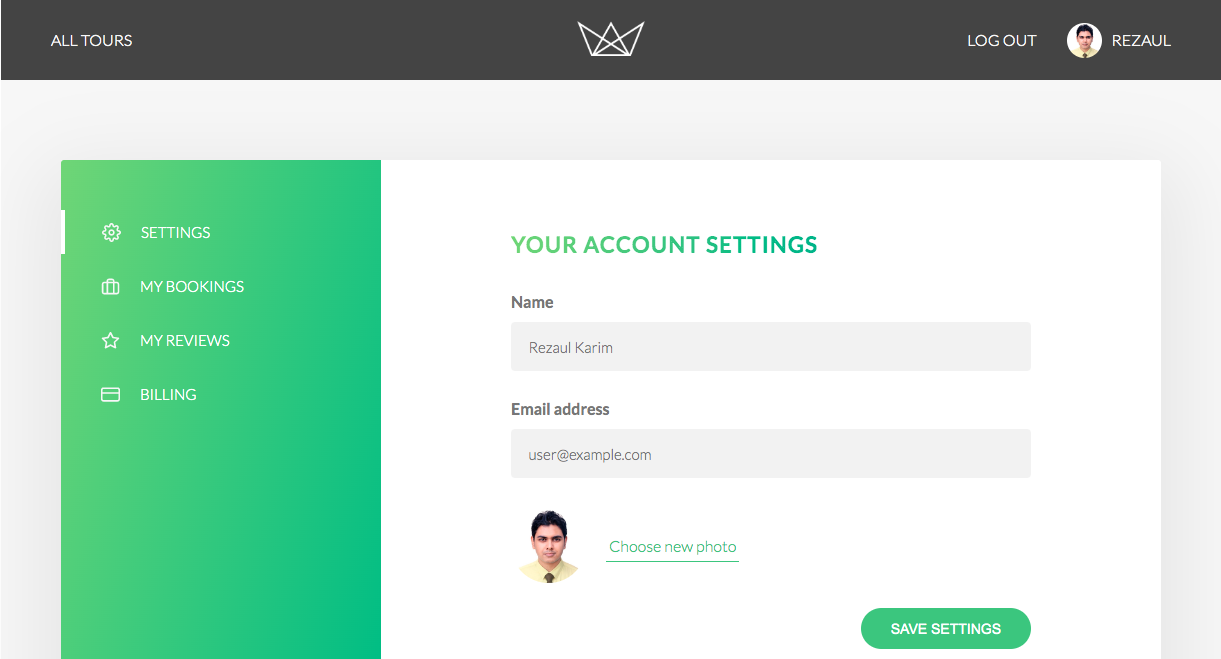 ALL TOURS
LOG OUT
REZAUL
SETTINGS
MY BOOKINGS
MY REVIEWS
BILLING
YOUR ACCOUNT SETTINGS
Name
Rezaul Karim
Email address
user@example.com
Choose new photo
SAVE SETTINGS